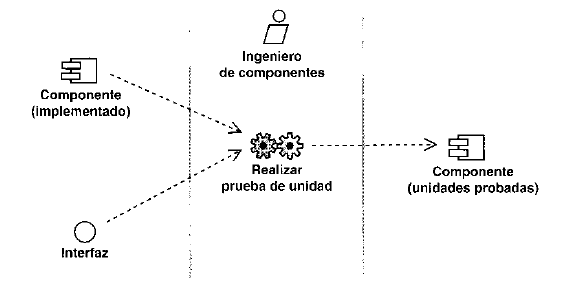 Ingeniero
de componentes
Componente
(implementado)
Realizar
prueba de unidad
Componente
(unidades probadas)
Interfaz